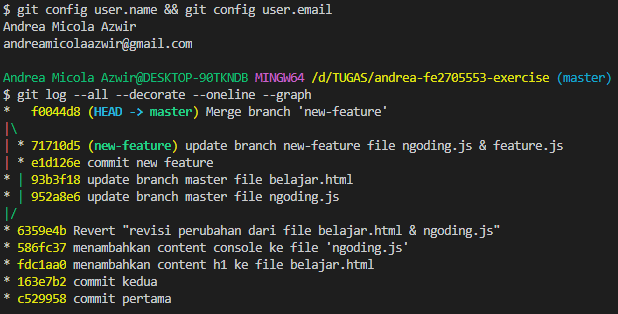 $ git config user.name && git config user.email
Andrea Micola Azwir
andreamicolaazwir@gmail.com
Andrea Micola Azwir@DESKTOP-90TKNDB MINGW64 /d/TUGAS/andrea-fe2705553-exercise (master)
$ git log --all --decorate --oneline --graph
*   f0044d8 (HEAD -> master) Merge branch 'new-feature'
|\
| * 71710d5 (new-feature) update branch new-feature file ngoding.js & feature.js
| * e1d126e commit new feature
* | 93b3f18 update branch master file belajar.html
* | 952a8e6 update branch master file ngoding.js
|/
* 6359e4b Revert "revisi perubahan dari file belajar.html & ngoding.js"
* 586fc37 menambahkan content console ke file 'ngoding.js'
* fdc1aa0 menambahkan content h1 ke file belajar.html
* 163e7b2 commit kedua
* c529958 commit pertama